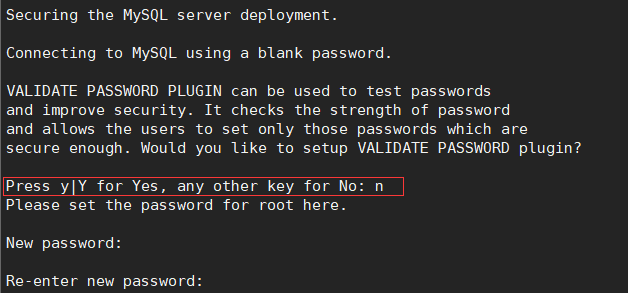 Securing the MySQL server deployment.
Connecting to MySQL using a blank password.
VALIDATE PASSWORD PLUGIN can be used to test passwords
and improve security. It checks the strength of password
and allows the users to set only those passwords which are
secure enough. Would you like to setup VALIDATE PASSWORD plugin?
Press y|Y for Yes, any other key for No: n
Please set the password for root here.
New password:
Re-enter new password: